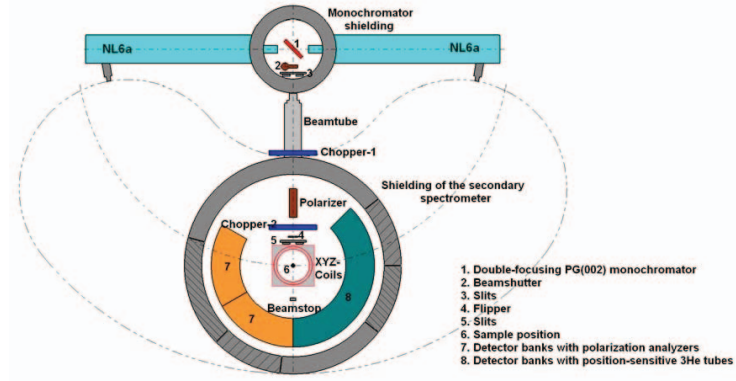 Monochromator
shielding
NL6a
NL6a
1
2
3
Beamtube
Chopper-1
Shielding of the secondary
spectrometer
Polarizer
Chopper-2
4
5
7
6
XYZ-
Coils
8
Beamstop
7
1. Double-focusing PG(002) monochromator
2. Beamshutter
3. Slits
4. Flipper
5. Slits
6. Sample position
7. Detector banks with polarization analyzers
8. Detector banks with position-sensitive 3He tubes